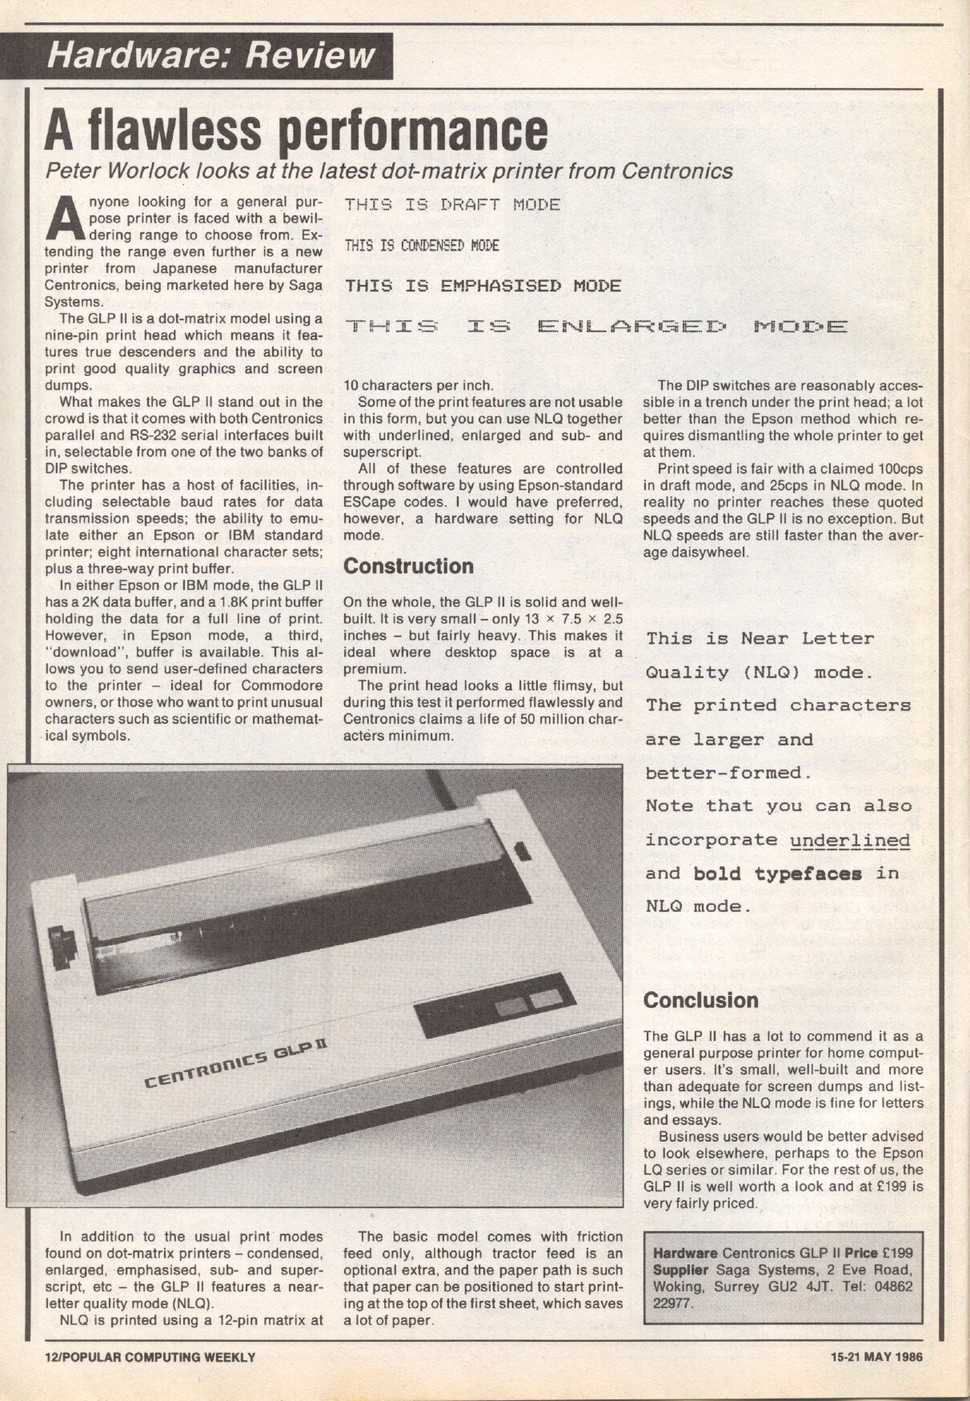 Hardware: Review
A flawless performance
Peter Worlock looks at the latest dot-matrix printer from Centronics
Anyone looking for a general pur-
pose printer is faced with a bewil-
dering range to choose from. Ex-
tending the range even further is a new
printer from Japanese manufacturer
Centronics, being marketed here by Saga
Systems.
The GLP II is a dot-matrix model using a
nine-pin print head which means it fea-
tures true descenders and the ability to
print good quality graphics and screen
dumps.
What makes the GLP II stand out in the
crowd is that it comes with both Centronics
parallel and RS-232 serial interfaces built
in, selectable from one of the two banks of
DIP switches.
The printer has a host of facilities, in-
cluding selectable baud rates for data
transmission speeds; the ability to emu-
late either an Epson or IBM standard
printer; eight international character sets;
plus a three-way print buffer.
In either Epson or IBM mode, the GLP II
has a 2K data buffer, and a 1.8K print buffer
holding the data for a full line of print.
However, in Epson mode, a third,
"download", buffer is available. This al-
lows you to send user-defined characters
to the printer – ideal for Commodore
owners, or those who want to print unusual
characters such as scientific or mathemat-
ical symbols.
CENTRONICS GLP II
In addition to the usual print modes
found on dot-matrix printers – condensed,
enlarged, emphasised, sub- and super-
script, etc – the GLP II features a near-
letter quality mode (NLQ).
NLQ is printed using a 12-pin matrix at
THIS IS DRAFT MODE
THIS IS CONDENSED MODE
THIS IS EMPHASISED MODE
THIS IS ENLARGED MODE
10 characters per inch.
Some of the print features are not usable
in this form, but you can use NLQ together
with underlined, enlarged and sub- and
superscript.
All of these features are controlled
through software by using Epson-standard
ESCape codes. I would have preferred,
however, a hardware setting for NLQ
mode.
Construction
On the whole, the GLP II is solid and well-
built. It is very small – only 13 × 7.5 × 2.5
inches – but fairly heavy. This makes it
ideal where desktop space is at a
premium.
The print head looks a little flimsy, but
during this test it performed flawlessly and
Centronics claims a life of 50 million char-
acters minimum.
The basic model comes with friction
feed only, although tractor feed is an
optional extra, and the paper path is such
that paper can be positioned to start print-
ing at the top of the first sheet, which saves
a lot of paper.
The DIP switches are reasonably acces-
sible in a trench under the print head; a lot
better than the Epson method which re-
quires dismantling the whole printer to get
at them.
Print speed is fair with a claimed 100cps
in draft mode, and 25cps in NLQ mode. In
reality no printer reaches these quoted
speeds and the GLP II is no exception. But
NLQ speeds are still faster than the aver-
age daisywheel.
This is Near Letter
Quality (NLQ) mode.
The printed characters
are larger and
better-formed.
Note that you can also
incorporate underlined
and bold typefaces in
NLQ mode.
Conclusion
The GLP II has a lot to commend it as a
general purpose printer for home comput-
er users. It's small, well-built and more
than adequate for screen dumps and list-
ings, while the NLQ mode is fine for letters
and essays.
Business users would be better advised
to look elsewhere, perhaps to the Epson
LQ series or similar. For the rest of us, the
GLP II is well worth a look and at £199 is
very fairly priced.
Hardware Centronics GLP II Price £199
Supplier Saga Systems, 2 Eve Road,
Woking, Surrey GU2 4JT. Tel: 04862
22977.
12/POPULAR COMPUTING WEEKLY
15-21 MAY 1986